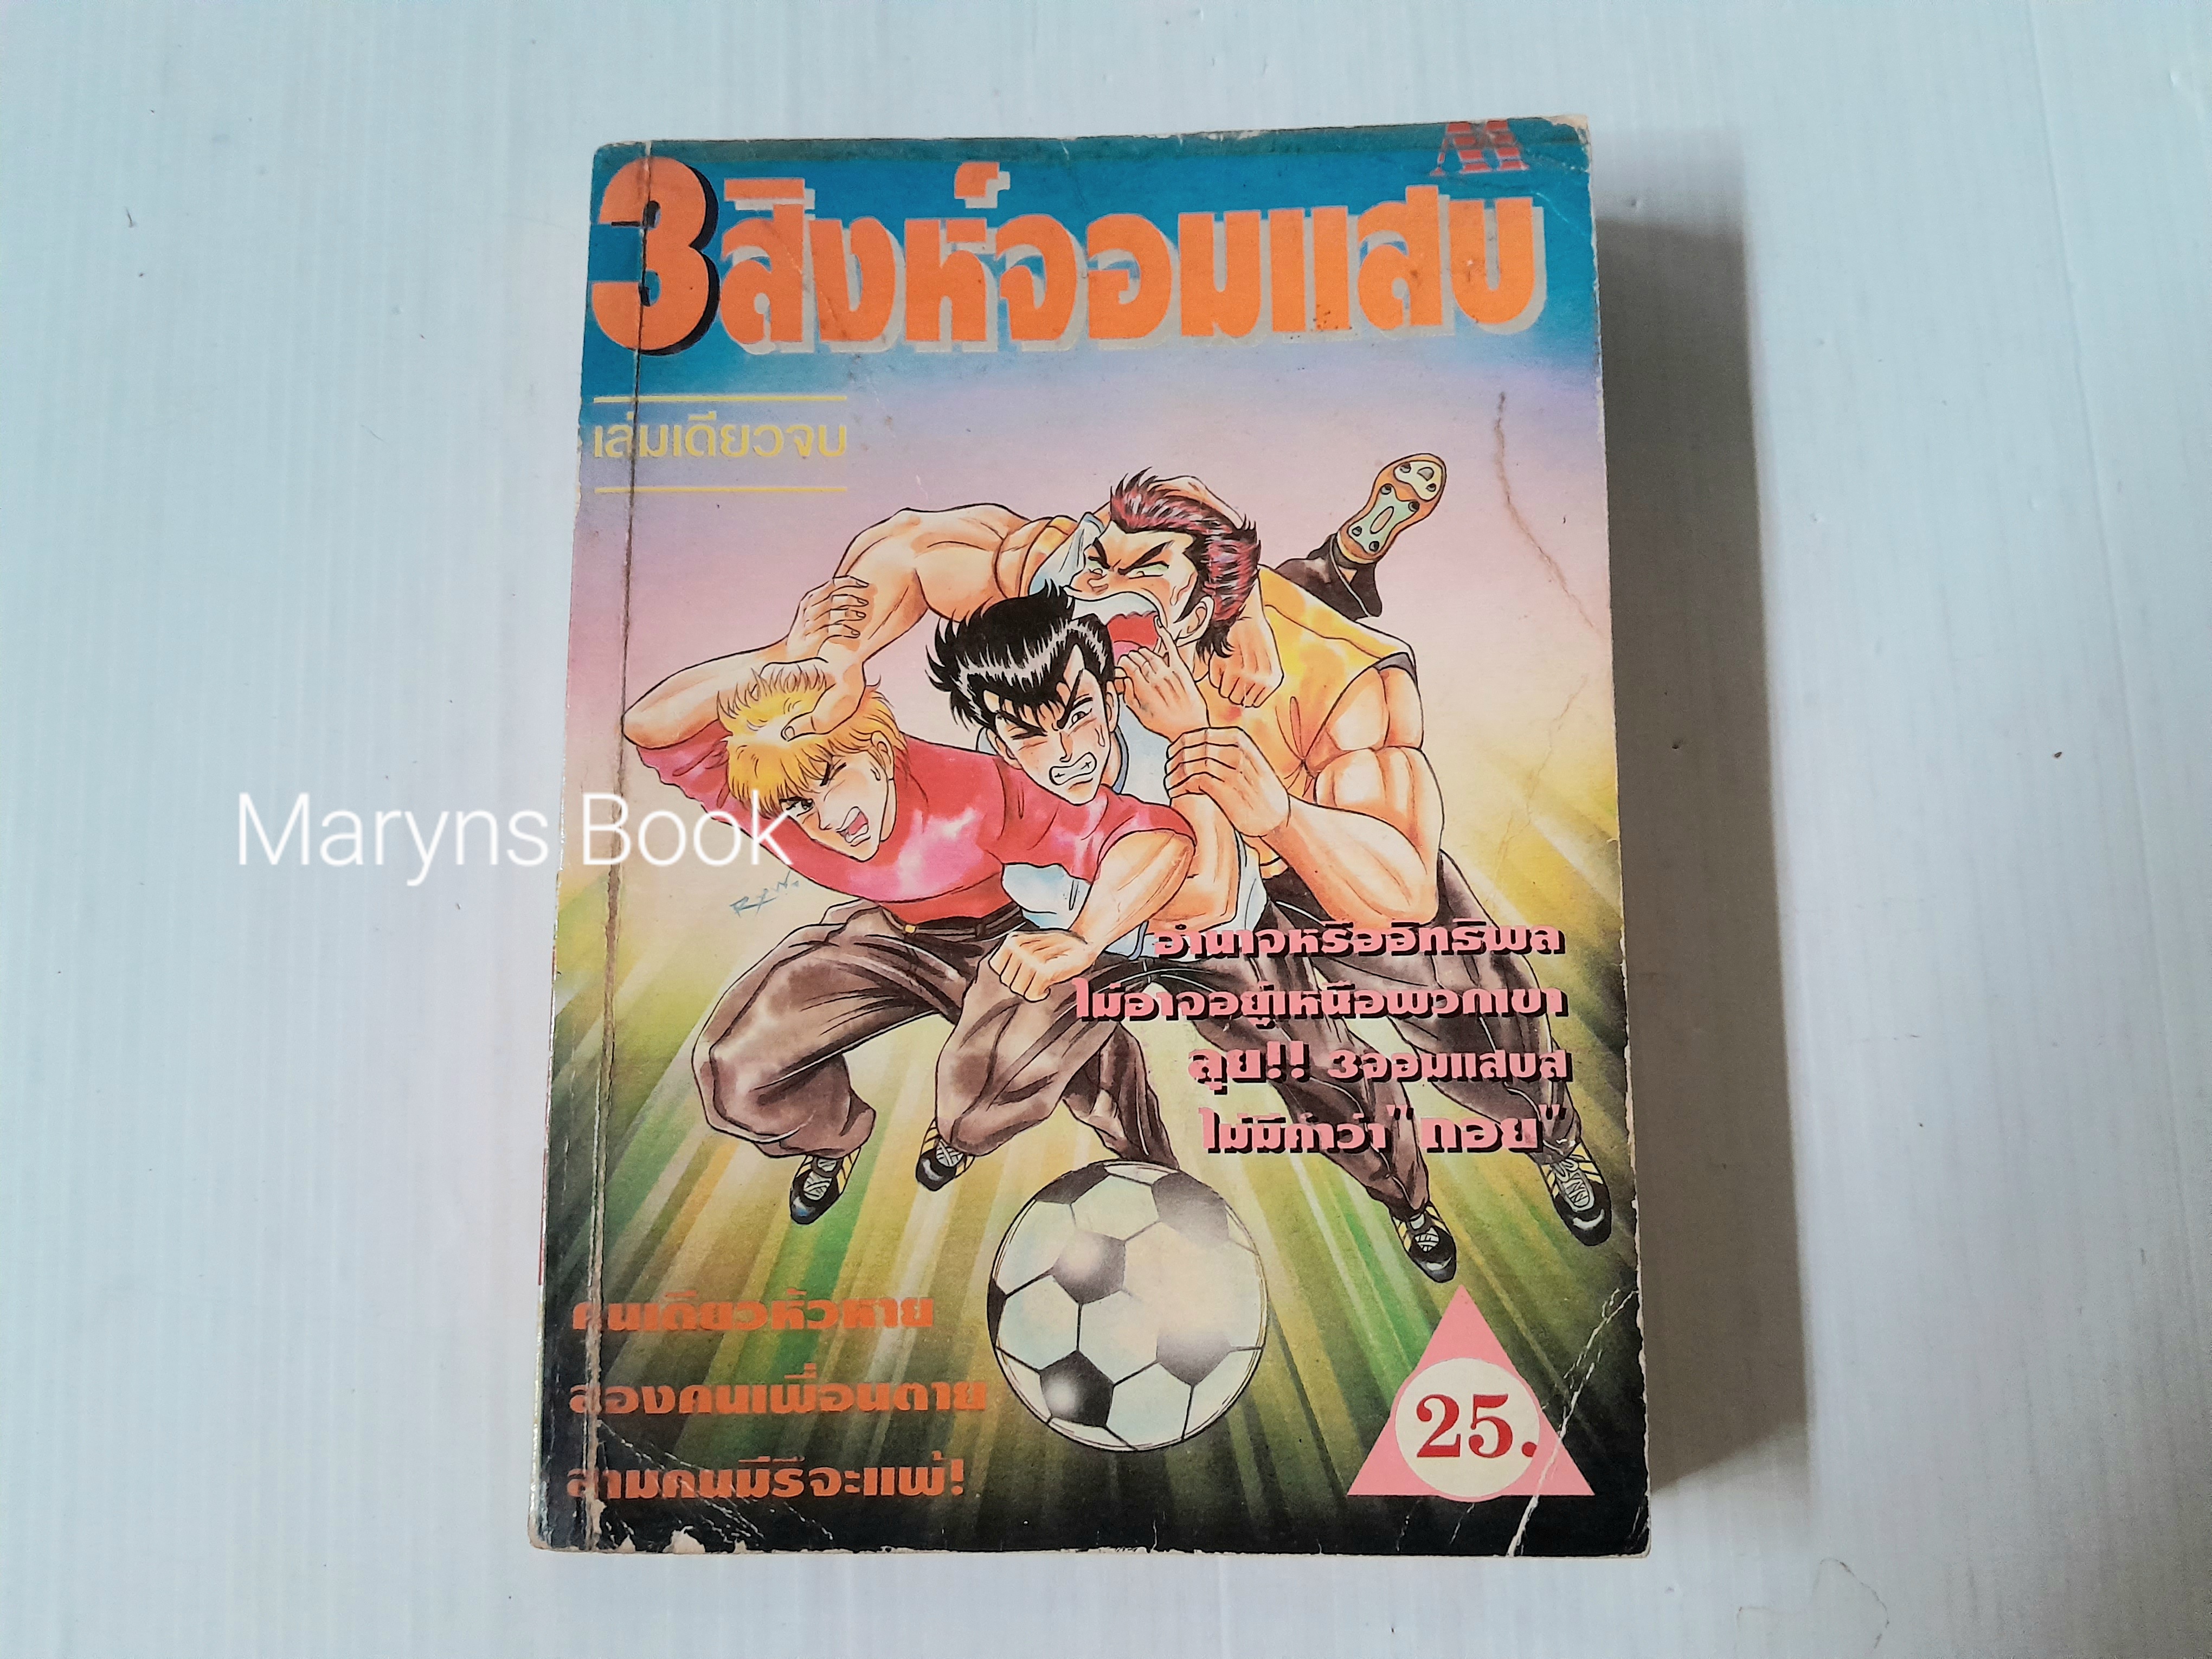 3สิงห์จอมแสบ
เล่มเดียวจบ
Maryns Book
R×W.
อำนาจหรืออิทธิพล
ไม่อาจอยู่เหนือพวกเขา
ลุย!! 3จอมแสบส
ไม่มีคำว่า "ถอย"
คนเดียวหัวหาย
สองคนเพื่อนตาย
สามคนมีรึจะแพ้!
25.